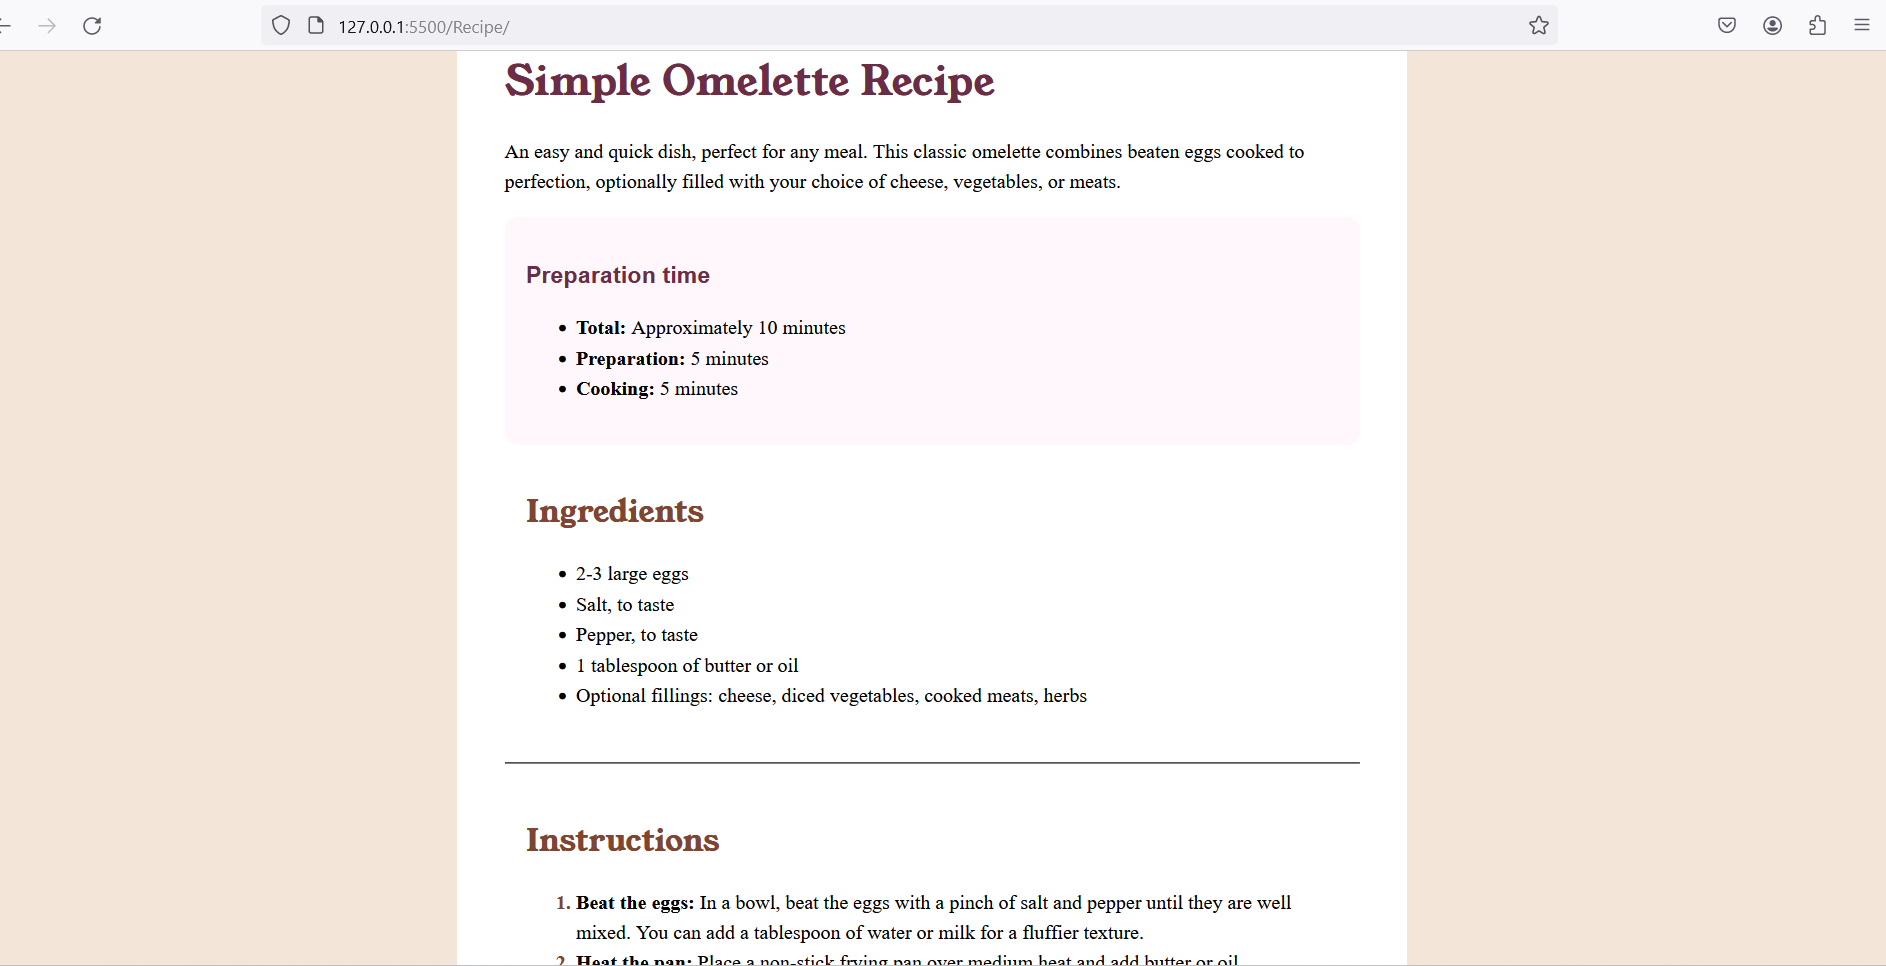 127.0.0.1:5500/Recipe/
Simple Omelette Recipe
An easy and quick dish, perfect for any meal. This classic omelette combines beaten eggs cooked to
perfection, optionally filled with your choice of cheese, vegetables, or meats.
Preparation time
• Total: Approximately 10 minutes
• Preparation: 5 minutes
• Cooking: 5 minutes
Ingredients
• 2-3 large eggs
• Salt, to taste
• Pepper, to taste
• 1 tablespoon of butter or oil
• Optional fillings: cheese, diced vegetables, cooked meats, herbs
Instructions
1. Beat the eggs: In a bowl, beat the eggs with a pinch of salt and pepper until they are well
mixed. You can add a tablespoon of water or milk for a fluffier texture.
2. Heat the pan: Place a non-stick frying pan over medium heat and add butter or oil.